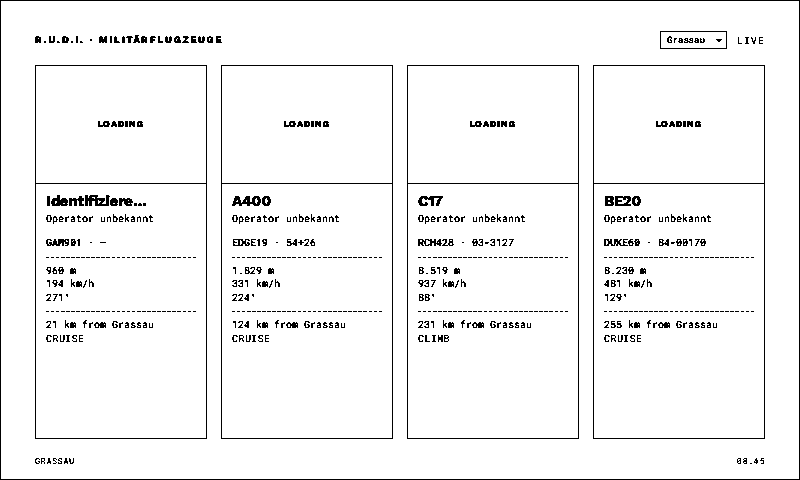 R.U.D.I. · MILITÄRFLUGZEUGE
Grassau
LIVE
LOADING
Identifiziere...
Operator unbekannt
GAM901 · —
960 m
194 km/h
271°
21 km from Grassau
CRUISE
LOADING
A400
Operator unbekannt
EDGE19 · 54+26
1.829 m
331 km/h
224°
124 km from Grassau
CRUISE
LOADING
C17
Operator unbekannt
RCH428 · 03-3127
8.519 m
937 km/h
88°
231 km from Grassau
CLIMB
LOADING
BE20
Operator unbekannt
DUKE60 · 84-00170
8.230 m
481 km/h
129°
255 km from Grassau
CRUISE
GRASSAU
08.45